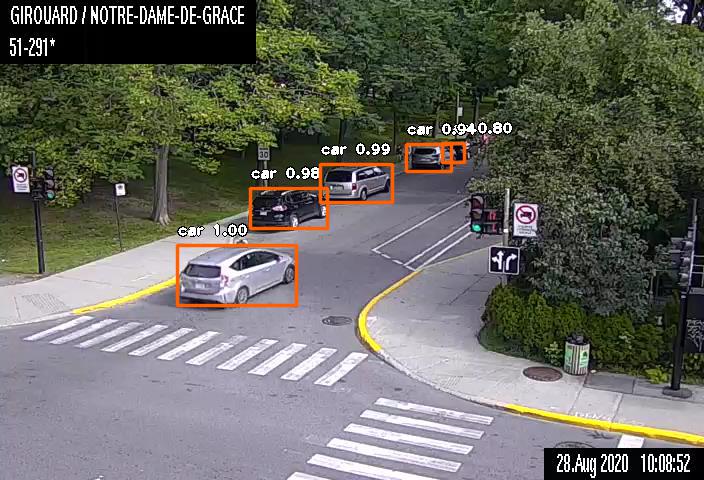 GIROUARD / NOTRE-DAME-DE-GRACE
51-291*
car 0.94
0.80
car 0.99
30
car 0.98
car 1.00
28.Aug 2020 10:08:52